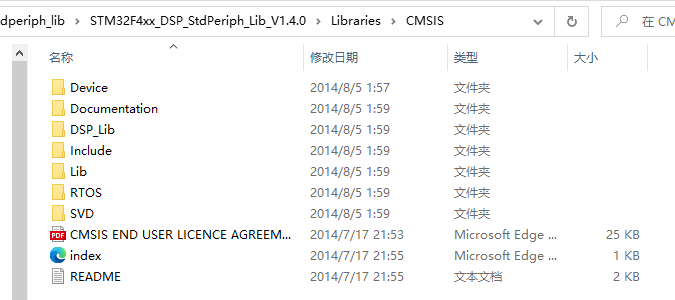 dperiph_lib > STM32F4xx_DSP_StdPeriph_Lib_V1.4.0 > Libraries > CMSIS 在 CM
名称 修改日期 类型 大小
Device 2014/8/5 1:57 文件夹
Documentation 2014/8/5 1:59 文件夹
DSP_Lib 2014/8/5 1:59 文件夹
Include 2014/8/5 1:59 文件夹
Lib 2014/8/5 1:59 文件夹
RTOS 2014/8/5 1:59 文件夹
SVD 2014/8/5 1:59 文件夹
PDF CMSIS END USER LICENCE AGREEM... 2014/7/17 21:53 Microsoft Edge ... 25 KB
index 2014/7/17 21:55 Microsoft Edge ... 1 KB
README 2014/7/17 21:55 文本文档 2 KB